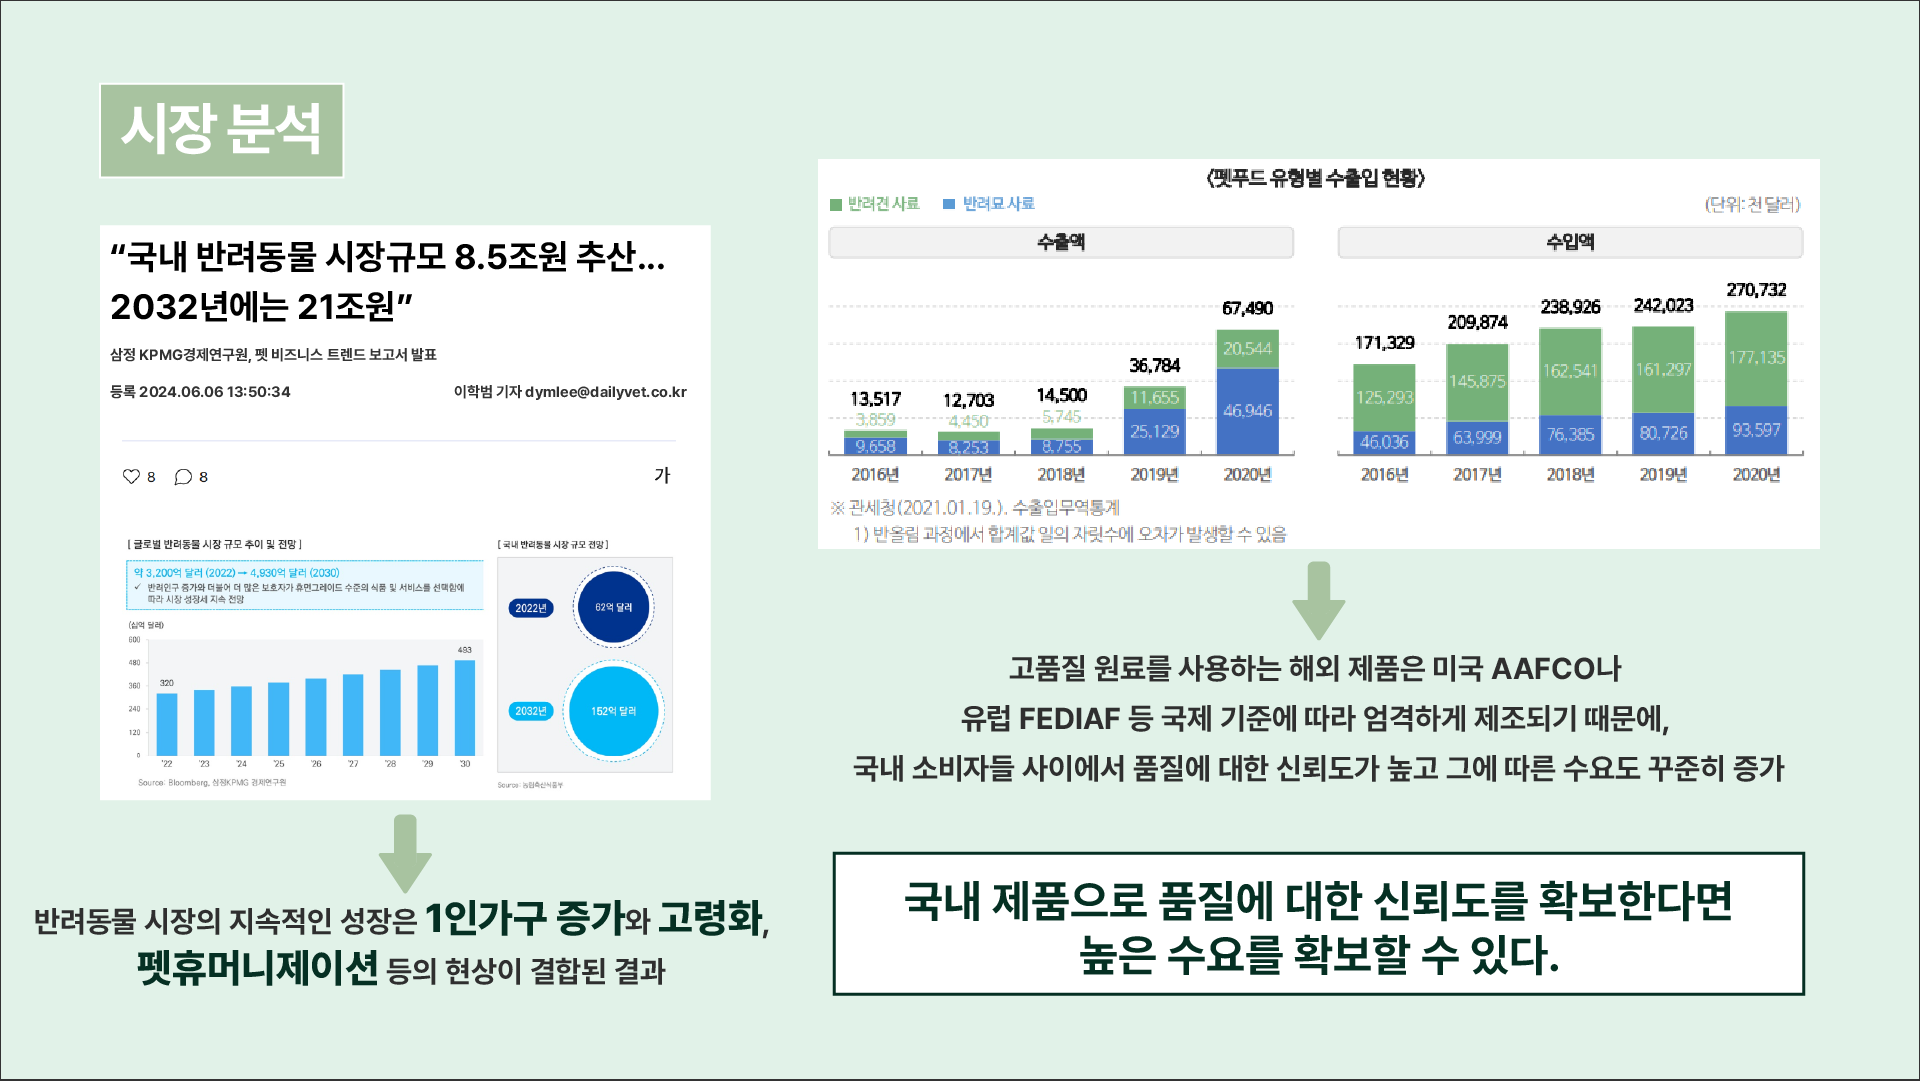 시장 분석
“국내 반려동물 시장규모 8.5조원 추산...
2032년에는 21조원”
삼정 KPMG경제연구원, 펫 비즈니스 트렌드 보고서 발표
등록 2024.06.06 13:50:34 이학범 기자 dymlee@dailyvet.co.kr
8 8 가
[ 글로벌 반려동물 시장 규모 추이 및 전망 ]
약 3,200억 달러 (2022) → 4,930억 달러 (2030)
✓ 반려인구 증가와 더불어 더 많은 보호자가 휴먼그레이드 수준의 식품 및 서비스를 선택함에
따라 시장 성장세 지속 전망
(십억 달러)
600
480
360
240
120
0
320
493
'22 '23 '24 '25 '26 '27 '28 '29 '30
Source: Bloomberg, 삼정KPMG 경제연구원
[ 국내 반려동물 시장 규모 전망 ]
2022년 62억 달러
2032년 152억 달러
Source: 농림축산식품부
반려동물 시장의 지속적인 성장은 1인가구 증가와 고령화,
펫휴머니제이션 등의 현상이 결합된 결과
〈펫푸드 유형별 수출입 현황〉
반려견 사료 반려묘 사료 (단위: 천 달러)
수출액
13,517 12,703 14,500 36,784 67,490
3,859 4,450 5,745 11,655 20,544
9,658 8,253 8,755 25,129 46,946
2016년 2017년 2018년 2019년 2020년
수입액
171,329 209,874 238,926 242,023 270,732
125,293 145,875 162,541 161,297 177,135
46,036 63,999 76,385 80,726 93,597
2016년 2017년 2018년 2019년 2020년
※ 관세청(2021.01.19.). 수출입무역통계
1) 반올림 과정에서 합계값 일의 자릿수에 오차가 발생할 수 있음
고품질 원료를 사용하는 해외 제품은 미국 AAFCO나
유럽 FEDIAF 등 국제 기준에 따라 엄격하게 제조되기 때문에,
국내 소비자들 사이에서 품질에 대한 신뢰도가 높고 그에 따른 수요도 꾸준히 증가
국내 제품으로 품질에 대한 신뢰도를 확보한다면
높은 수요를 확보할 수 있다.